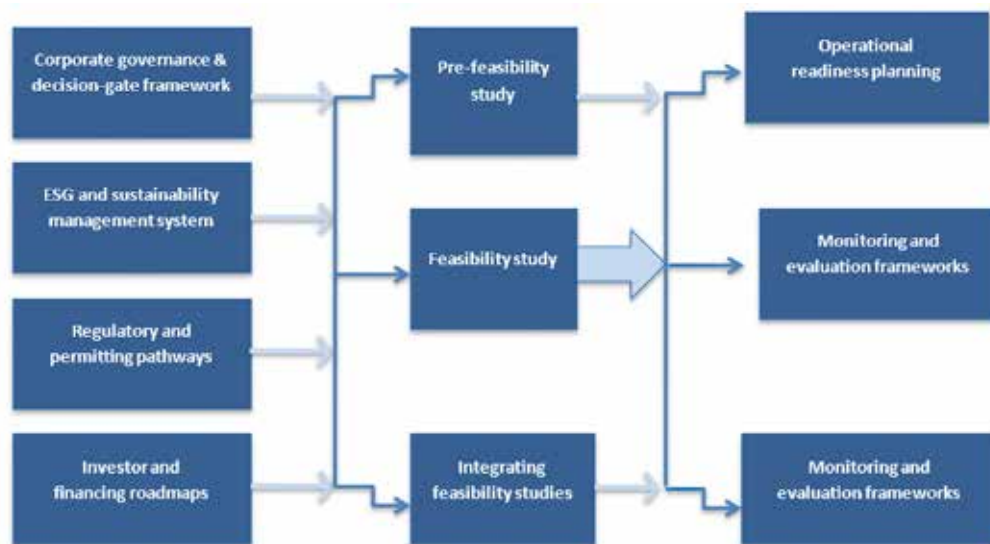 Corporate governance &
decision-gate framework
ESG and sustainability
management system
Regulatory and
permitting pathways
Investor and
financing roadmaps
Pre-feasibility
study
Feasibility study
Integrating
feasibility studies
Operational
readiness planning
Monitoring and
evaluation frameworks
Monitoring and
evaluation frameworks